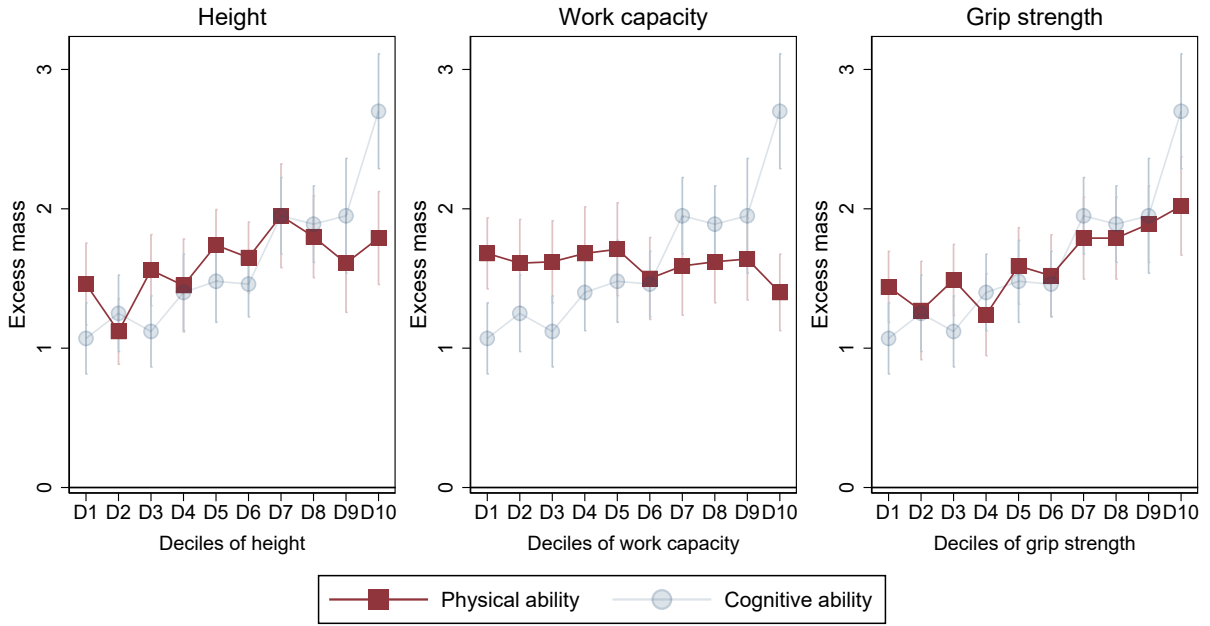 Height
Work capacity
Grip strength
Excess mass
3
2
1
0
D1 D2 D3 D4 D5 D6 D7 D8 D9 D10
Deciles of height
Excess mass
3
2
1
0
D1 D2 D3 D4 D5 D6 D7 D8 D9 D10
Deciles of work capacity
Excess mass
3
2
1
0
D1 D2 D3 D4 D5 D6 D7 D8 D9 D10
Deciles of grip strength
Physical ability
Cognitive ability